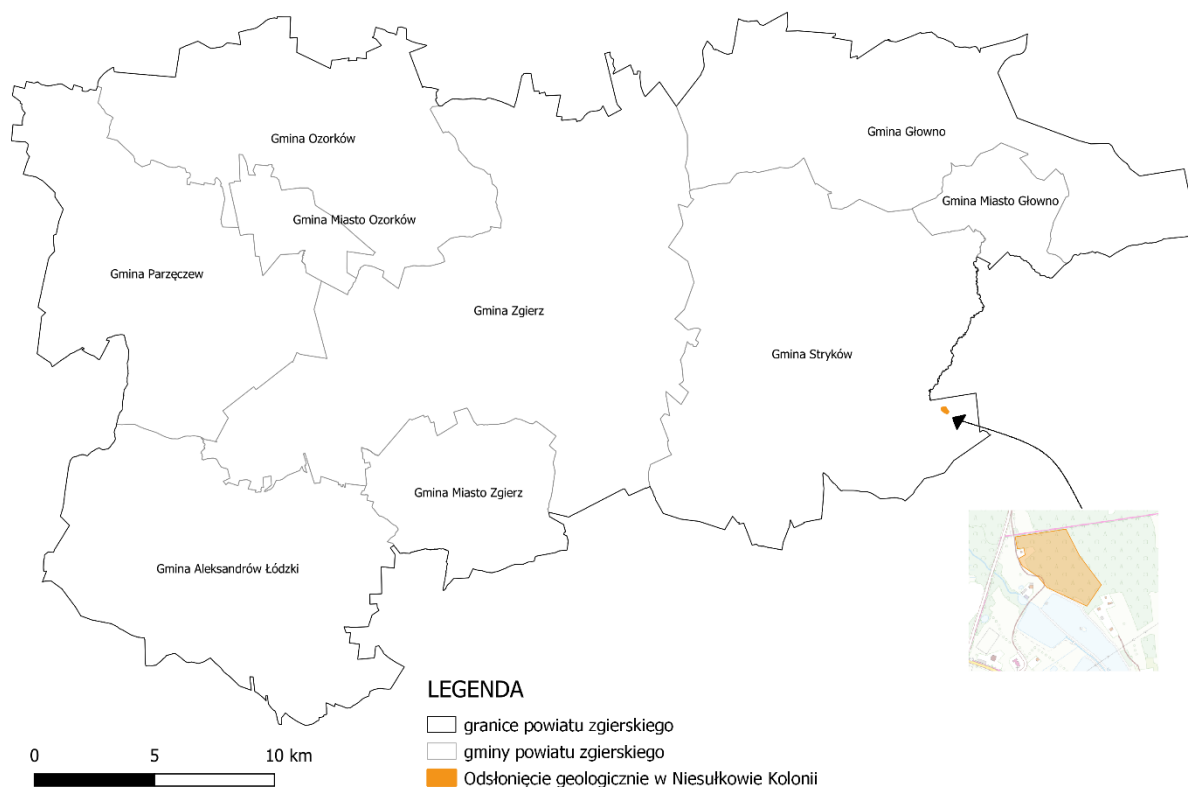 Gmina Ozorków
Gmina Głowno
Gmina Miasto Głowno
Gmina Miasto Ozorków
Gmina Parzęczew
Gmina Zgierz
Gmina Stryków
Gmina Miasto Zgierz
Gmina Aleksandrów Łódzki
LEGENDA
granice powiatu zgierskiego
gminy powiatu zgierskiego
Odsłonięcie geologicznie w Niesułkowie Kolonii
0 5 10 km